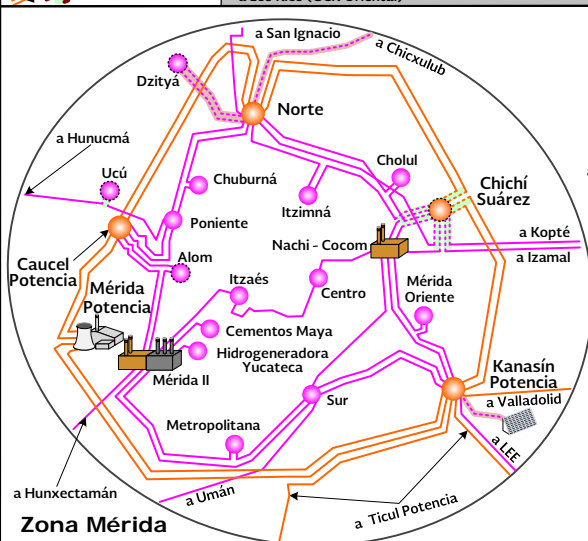 a San Ignacio
a Chicxulub
Dzityá
Norte
a Hunucmá
Cholul
Ucú
Chuburná
Chichí
Suárez
Itzimná
Poniente
a Kopté
Nachi - Cocom
a Izamal
Caucel
Potencia
Alom
Itzaés
Centro
Mérida
Oriente
Mérida
Potencia
Cementos Maya
Hidrogeneradora
Yucateca
Mérida II
Kanasín
Potencia
a Valladolid
Sur
Metropolitana
a LEE
a Hunxectamán
a Umán
a Ticul Potencia
Zona Mérida